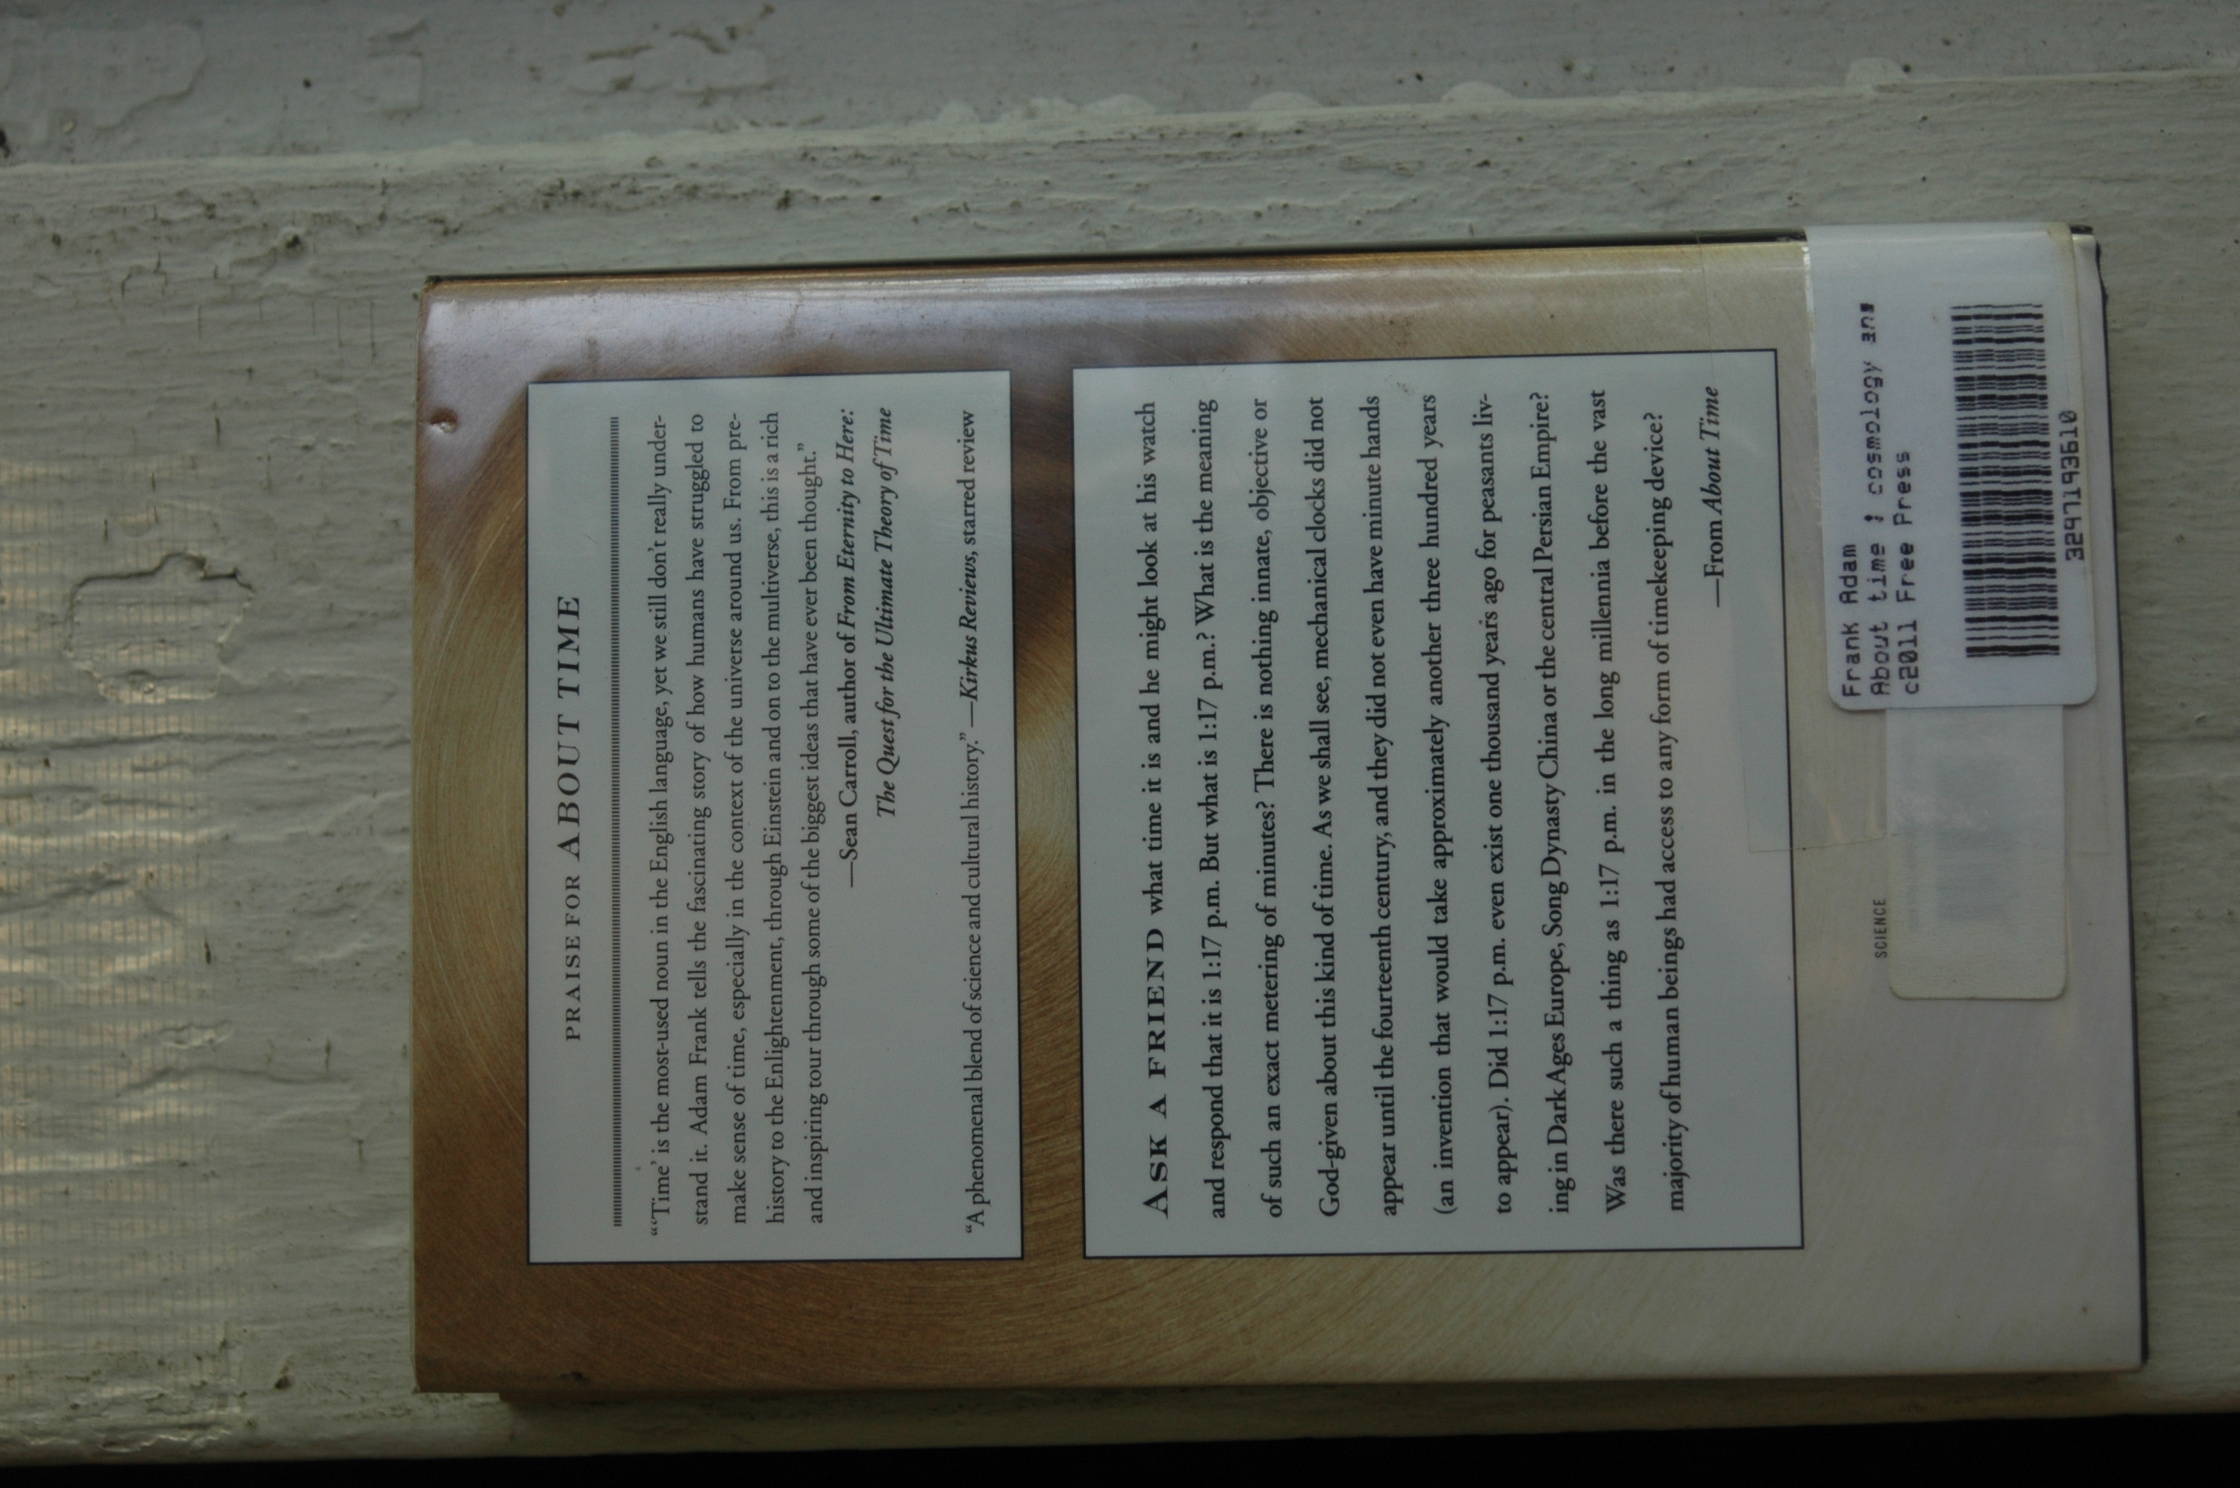 PRAISE FOR ABOUT TIME
“‘Time’ is the most-used noun in the English language, yet we still don’t really under-
stand it. Adam Frank tells the fascinating story of how humans have struggled to
make sense of time, especially in the context of the universe around us. From pre-
history to the Enlightenment, through Einstein and on to the multiverse, this is a rich
and inspiring tour through some of the biggest ideas that have ever been thought.”
—Sean Carroll, author of From Eternity to Here:
The Quest for the Ultimate Theory of Time
“A phenomenal blend of science and cultural history.” —Kirkus Reviews, starred review
ASK A FRIEND what time it is and he might look at his watch
and respond that it is 1:17 p.m. But what is 1:17 p.m.? What is the meaning
of such an exact metering of minutes? There is nothing innate, objective or
God-given about this kind of time. As we shall see, mechanical clocks did not
appear until the fourteenth century, and they did not even have minute hands
(an invention that would take approximately another three hundred years
to appear). Did 1:17 p.m. even exist one thousand years ago for peasants liv-
ing in Dark Ages Europe, Song Dynasty China or the central Persian Empire?
Was there such a thing as 1:17 p.m. in the long millennia before the vast
majority of human beings had access to any form of timekeeping device?
—From About Time
SCIENCE
Frank Adam
About time : cosmology
c2011 Free Press
3297193610